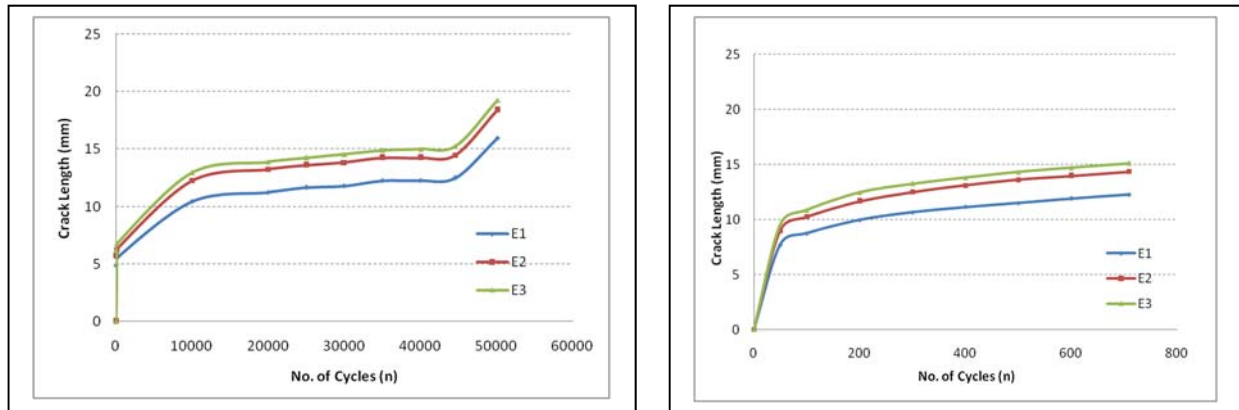 25
20
15
10
5
0
Crack Length (mm)
E1
E2
E3
0 10000 20000 30000 40000 50000 60000
No. of Cycles (n)
25
20
15
10
5
0
Crack Length (mm)
E1
E2
E3
0 200 400 600 800
No. of Cycles (n)